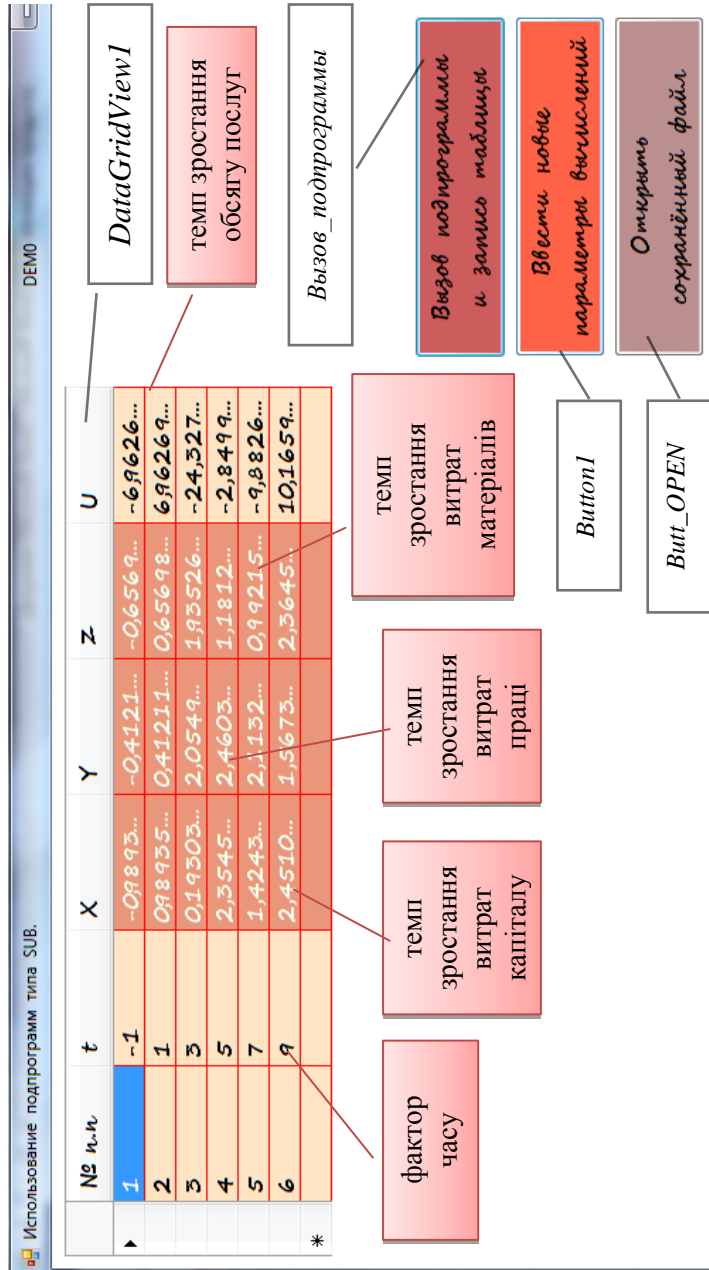 Использование подпрограмм типа SUB.
DEMO
№ п.п t X Y Z U
1 -1 -0,9893... -0,4121... -0,6569... -6,9626...
2 1 0,98935... 0,41211... 0,65698... 6,96269...
3 3 0,19303... 2,0549... 1,93526... -24,327...
4 5 2,3545... 2,4603... 1,1812... -2,8499...
5 7 1,4243... 2,1132... 0,99215... -9,8826...
6 9 2,4510... 1,5673... 2,3645... 10,1659...
*
DataGridView1
темп зростання
обсягу послуг
Вызов_подпрограммы
фактор
часу
темп
зростання
витрат
капіталу
темп
зростання
витрат
праці
темп
зростання
витрат
матеріалів
Вызов подпрограммы
и запись таблицы
Ввести новые
параметры вычислений
Открыть
сохранённый файл
Button1
Butt_OPEN